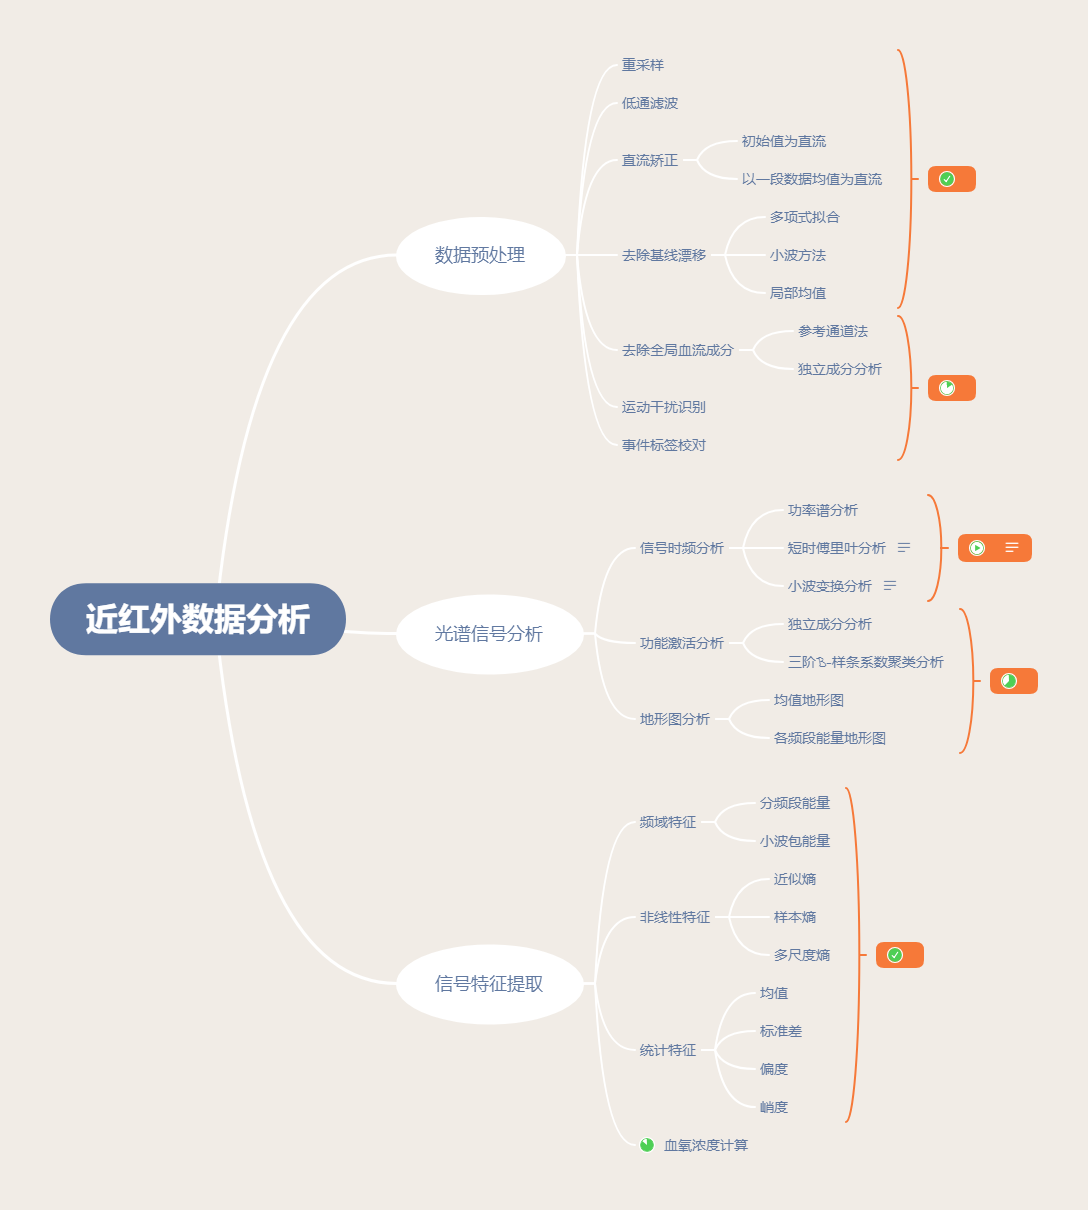 近红外数据分析
数据预处理
重采样
低通滤波
直流矫正
初始值为直流
以一段数据均值为直流
去除基线漂移
多项式拟合
小波方法
局部均值
去除全局血流成分
参考通道法
独立成分分析
运动干扰识别
事件标签校对
光谱信号分析
信号时频分析
功率谱分析
短时傅里叶分析
小波变换分析
功能激活分析
独立成分分析
三阶B-样条系数聚类分析
地形图分析
均值地形图
各频段能量地形图
信号特征提取
频域特征
分频段能量
小波包能量
非线性特征
近似熵
样本熵
多尺度熵
统计特征
均值
标准差
偏度
峭度
血氧浓度计算